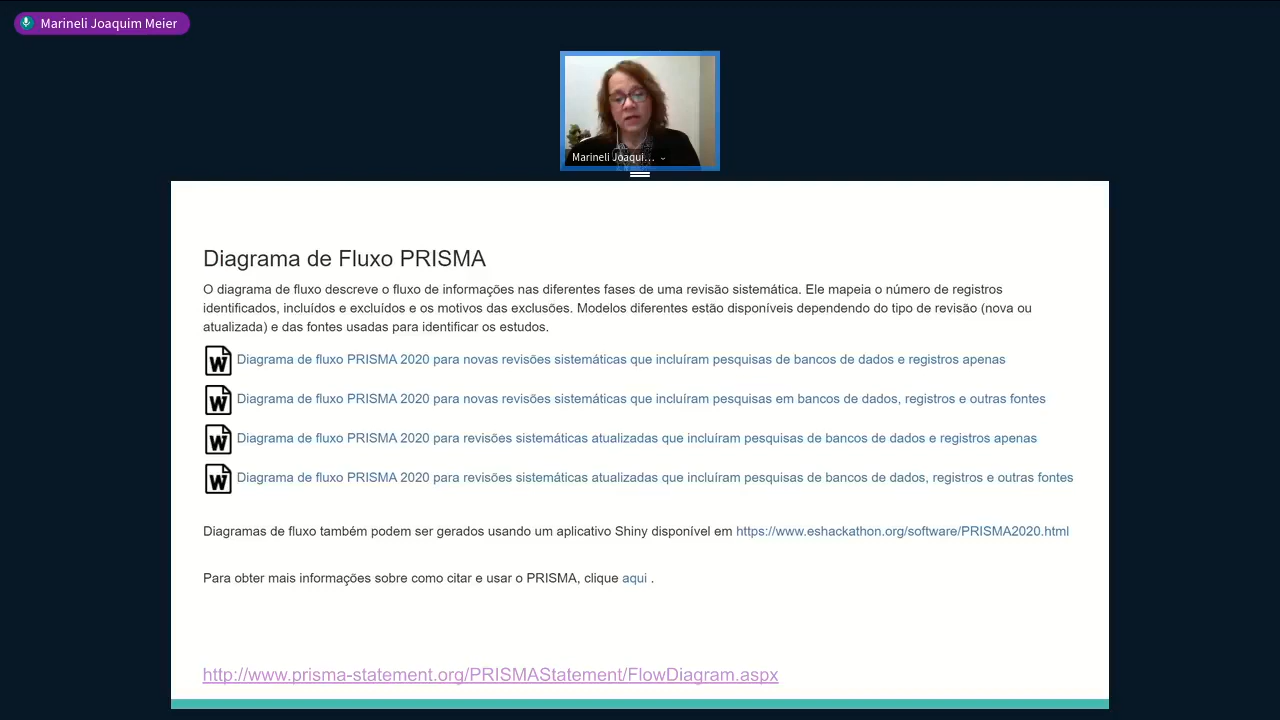 Marineli Joaquim Meier
Marineli Joaqui...
Diagrama de Fluxo PRISMA
O diagrama de fluxo descreve o fluxo de informações nas diferentes fases de uma revisão sistemática. Ele mapeia o número de registros
identificados, incluídos e excluídos e os motivos das exclusões. Modelos diferentes estão disponíveis dependendo do tipo de revisão (nova ou
atualizada) e das fontes usadas para identificar os estudos.
W Diagrama de fluxo PRISMA 2020 para novas revisões sistemáticas que incluíram pesquisas de bancos de dados e registros apenas
W Diagrama de fluxo PRISMA 2020 para novas revisões sistemáticas que incluíram pesquisas em bancos de dados, registros e outras fontes
W Diagrama de fluxo PRISMA 2020 para revisões sistemáticas atualizadas que incluíram pesquisas de bancos de dados e registros apenas
W Diagrama de fluxo PRISMA 2020 para revisões sistemáticas atualizadas que incluíram pesquisas de bancos de dados, registros e outras fontes
Diagramas de fluxo também podem ser gerados usando um aplicativo Shiny disponível em https://www.eshackathon.org/software/PRISMA2020.html
Para obter mais informações sobre como citar e usar o PRISMA, clique aqui .
http://www.prisma-statement.org/PRISMAStatement/FlowDiagram.aspx